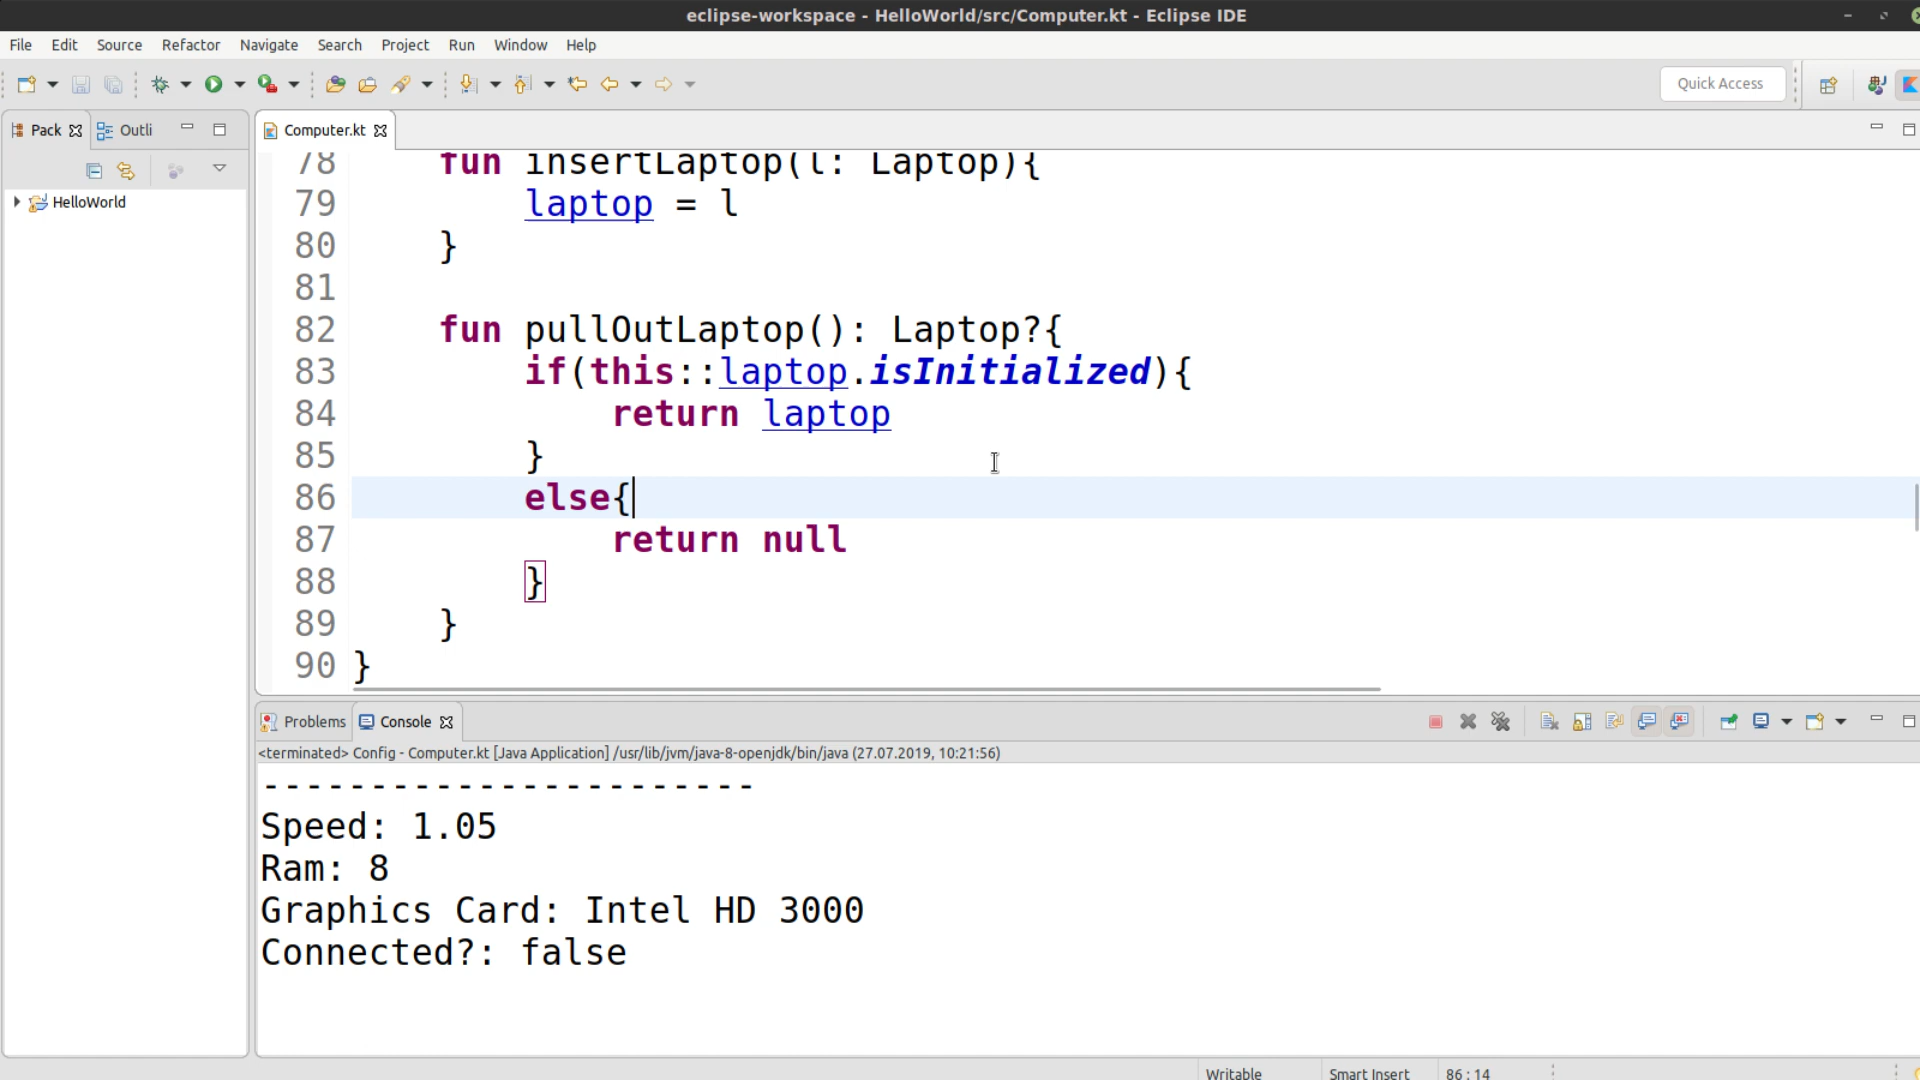 eclipse-workspace - HelloWorld/src/Computer.kt - Eclipse IDE
File Edit Source Refactor Navigate Search Project Run Window Help
Quick Access
Pack Outli
Computer.kt
HelloWorld
78 fun insertLaptop(l: Laptop){
79 laptop = l
80 }
81
82 fun pullOutLaptop(): Laptop?{
83 if(this::laptop.isInitialized){
84 return laptop
85 }
86 else{
87 return null
88 }
89 }
90 }
Problems Console
<terminated> Config - Computer.kt [Java Application] /usr/lib/jvm/java-8-openjdk/bin/java (27.07.2019, 10:21:56)
-----------------------
Speed: 1.05
Ram: 8
Graphics Card: Intel HD 3000
Connected?: false
Writable Smart Insert 86 : 14